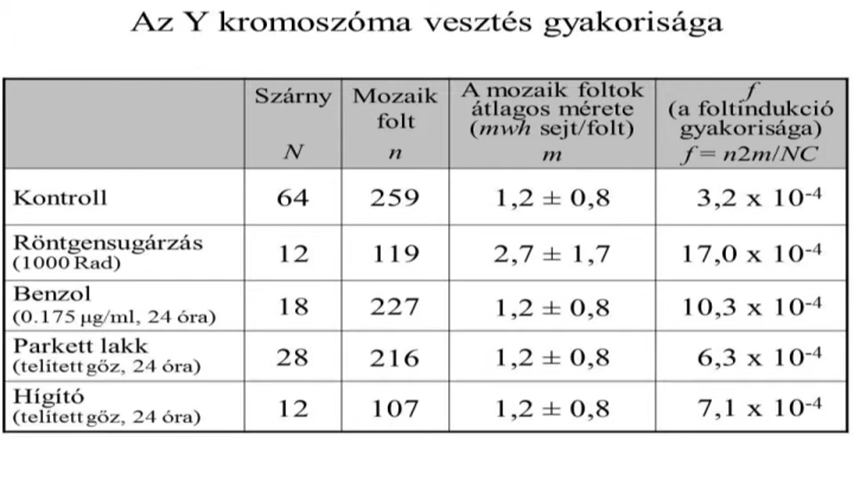 Az Y kromoszóma vesztés gyakorisága
Szárny
N
Mozaik
folt
n
A mozaik foltok
átlagos mérete
(mwh sejt/folt)
m
f
(a foltindukció
gyakorisága)
f = n2m/NC
Kontroll 64 259 1,2 ± 0,8 3,2 x 10⁻⁴
Röntgensugárzás
(1000 Rad) 12 119 2,7 ± 1,7 17,0 x 10⁻⁴
Benzol
(0.175 µg/ml, 24 óra) 18 227 1,2 ± 0,8 10,3 x 10⁻⁴
Parkett lakk
(telített gőz, 24 óra) 28 216 1,2 ± 0,8 6,3 x 10⁻⁴
Hígító
(telített gőz, 24 óra) 12 107 1,2 ± 0,8 7,1 x 10⁻⁴